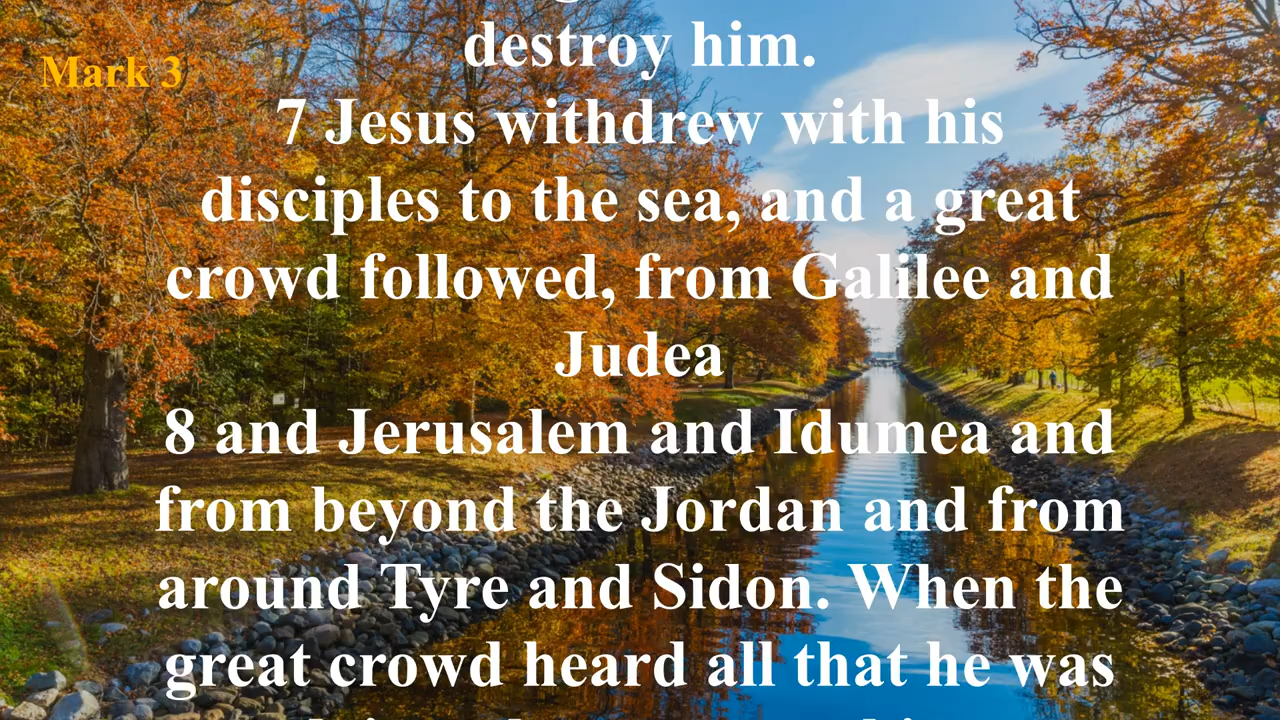 destroy him.
Mark 3
7 Jesus withdrew with his
disciples to the sea, and a great
crowd followed, from Galilee and
Judea
8 and Jerusalem and Idumea and
from beyond the Jordan and from
around Tyre and Sidon. When the
great crowd heard all that he was